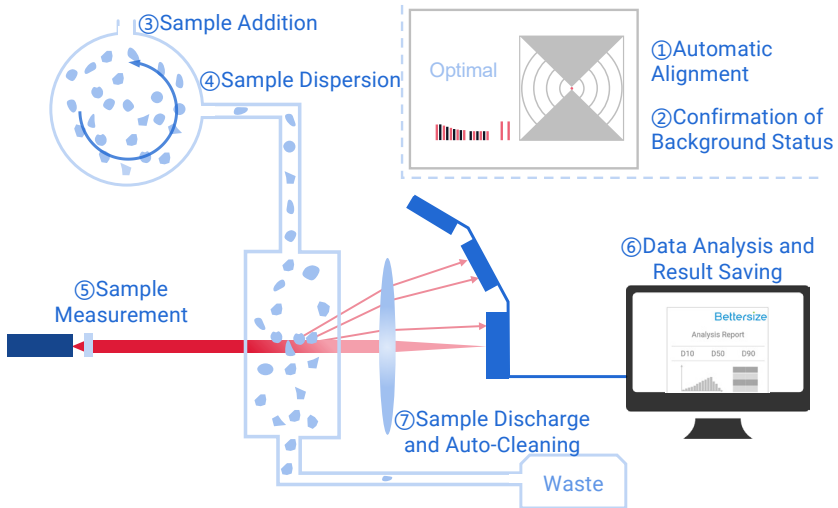 ③Sample Addition
④Sample Dispersion
Optimal
①Automatic
Alignment
②Confirmation of
Background Status
⑤Sample
Measurement
⑥Data Analysis and
Result Saving
Bettersize
Analysis Report
D10 D50 D90
⑦Sample Discharge
and Auto-Cleaning
Waste